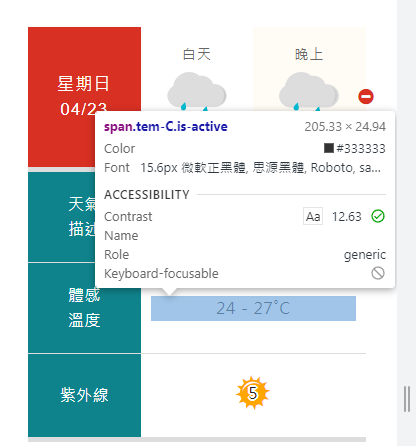 白天
晚上
星期日
04/23
span.tem-C.is-active 205.33 × 24.94
Color #333333
Font 15.6px 微軟正黑體, 思源黑體, Roboto, sa...
ACCESSIBILITY
Contrast Aa 12.63
Name
Role generic
Keyboard-focusable
天氣
描述
體感
溫度
24 - 27°C
紫外線
5